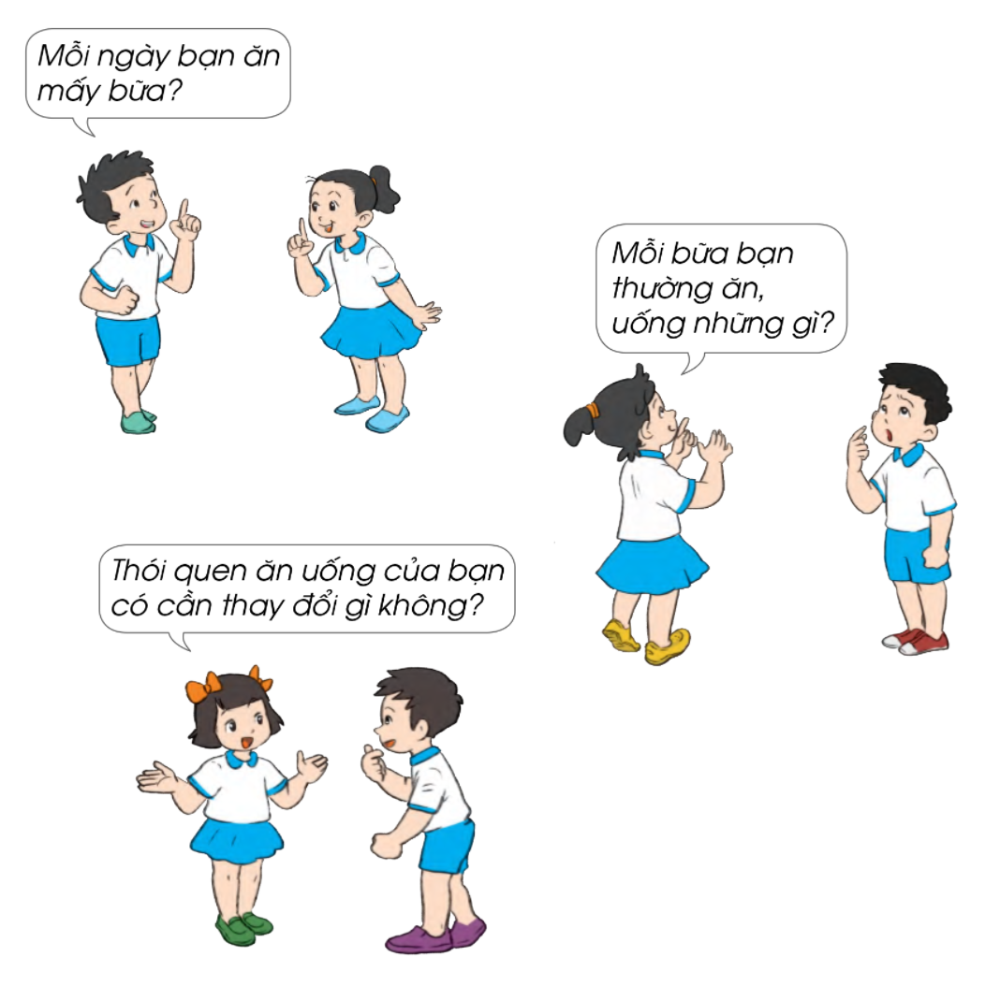 Mỗi ngày bạn ăn
mấy bữa?
Mỗi bữa bạn
thường ăn,
uống những gì?
Thói quen ăn uống của bạn
có cần thay đổi gì không?